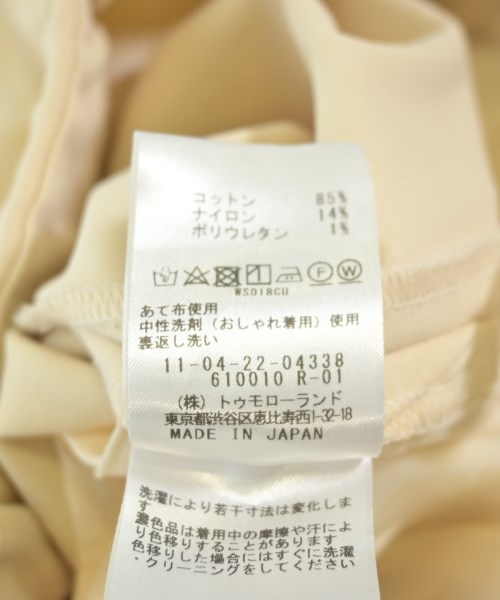 コットン 85%
ナイロン 14%
ポリウレタン 1%
F W
WS018CU
あて布使用
中性洗剤（おしゃれ着用）使用
裏返し洗い
11-04-22-04338
610010 R-01
（株）トゥモローランド
東京都渋谷区恵比寿西1-32-18
MADE IN JAPAN
洗濯により若干寸法は変化しま
す
濃色品は着用中の摩擦や汗によ
り色移りすることがあります
色移りした場合にはすぐに洗濯
・クリーニングをしてください